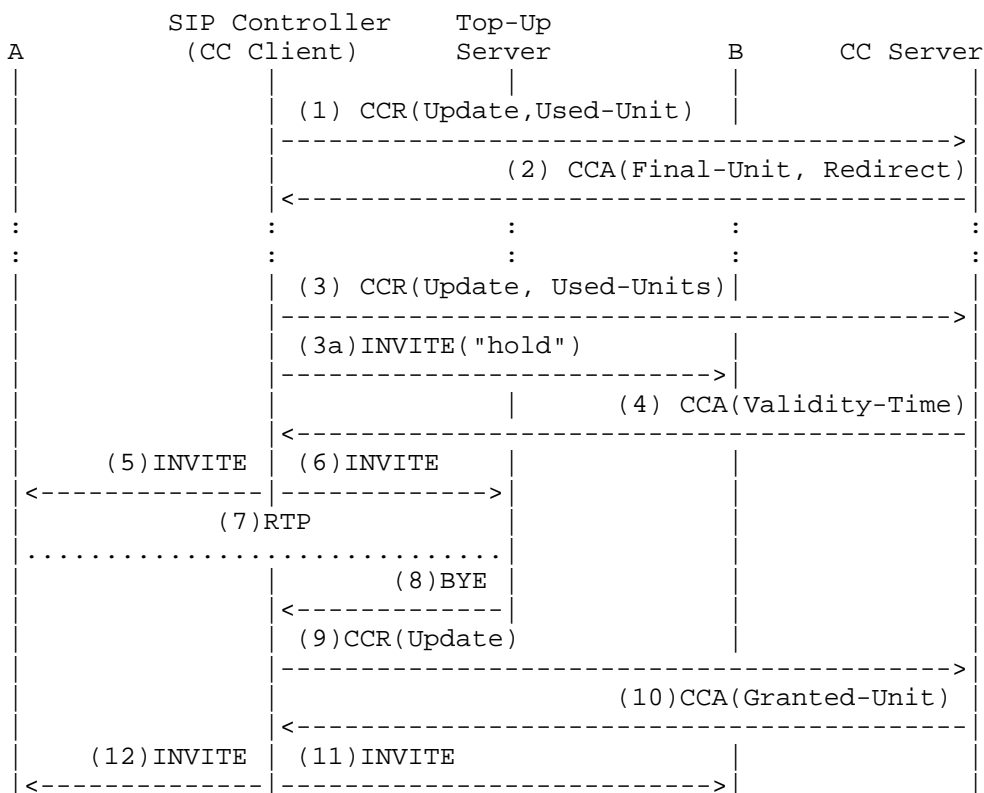 SIP Controller Top-Up
A (CC Client) Server B CC Server
(1) CCR(Update,Used-Unit)
(2) CCA(Final-Unit, Redirect)
(3) CCR(Update, Used-Units)
(3a)INVITE("hold")
(4) CCA(Validity-Time)
(5)INVITE (6)INVITE
(7)RTP
(8)BYE
(9)CCR(Update)
(10)CCA(Granted-Unit)
(12)INVITE (11)INVITE